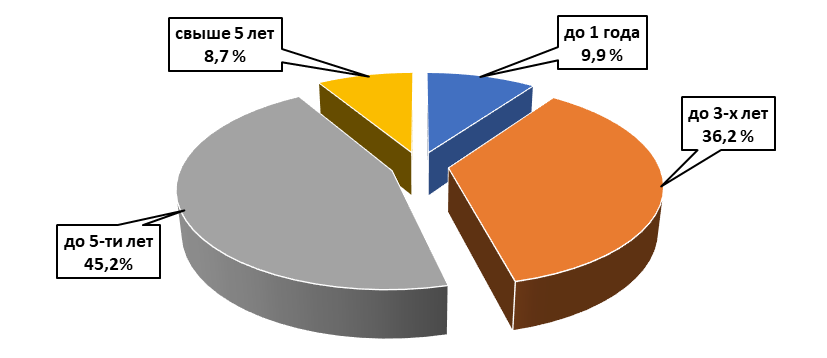 свыше 5 лет
8,7 %
до 1 года
9,9 %
до 3-х лет
36,2 %
до 5-ти лет
45,2%